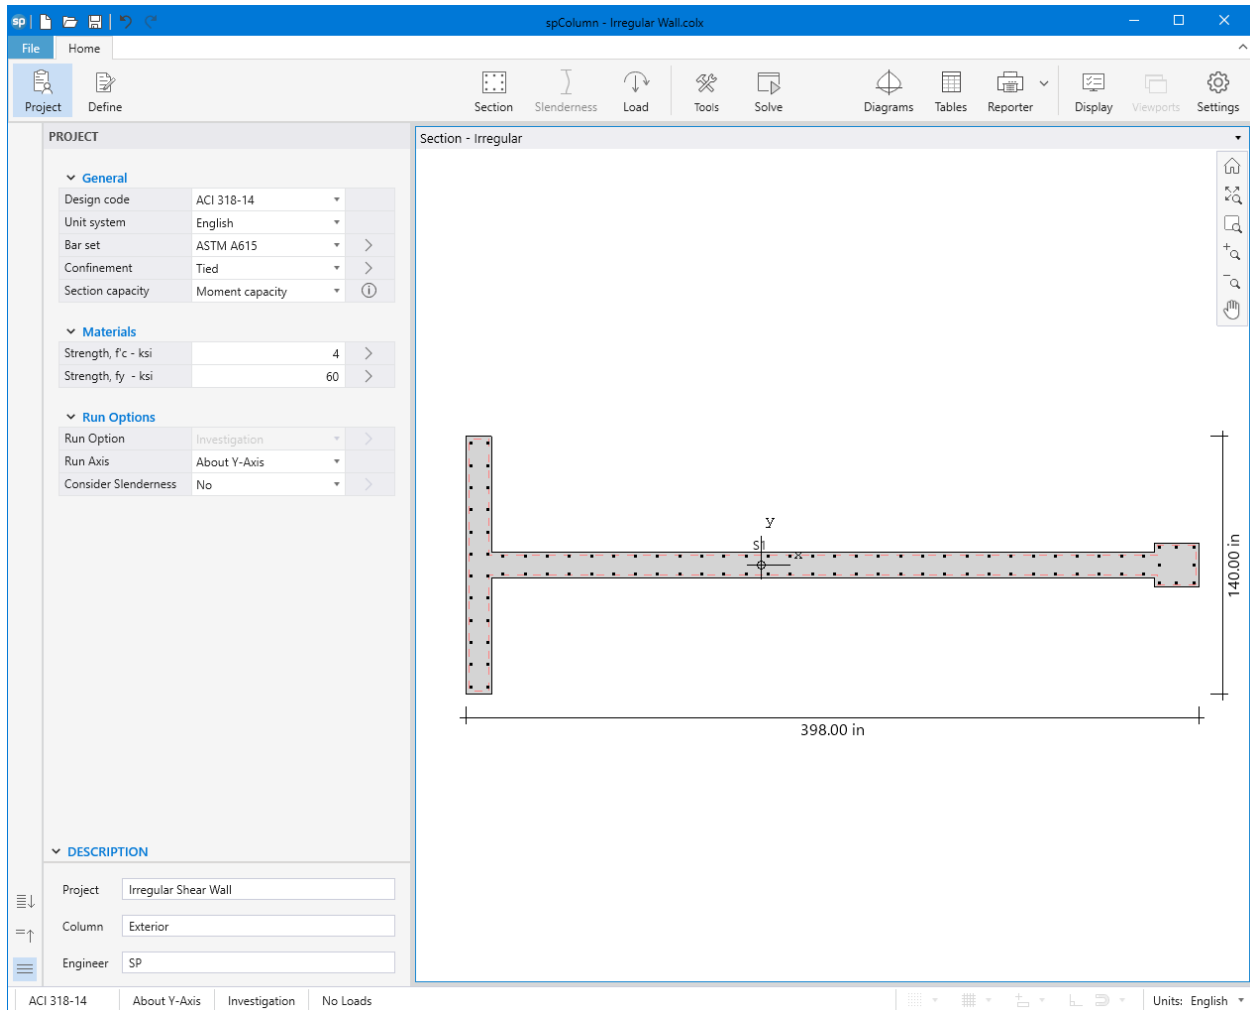 sp
spColumn - Irregular Wall.colx
File Home
Project Define Section Slenderness Load Tools Solve Diagrams Tables Reporter Display Viewports Settings
PROJECT
Section - Irregular
General
Design code ACI 318-14
Unit system English
Bar set ASTM A615
Confinement Tied
Section capacity Moment capacity
Materials
Strength, f'c - ksi 4
Strength, fy - ksi 60
Run Options
Run Option Investigation
Run Axis About Y-Axis
Consider Slenderness No
y
S1
x
140.00 in
398.00 in
DESCRIPTION
Project Irregular Shear Wall
Column Exterior
Engineer SP
ACI 318-14 About Y-Axis Investigation No Loads Units: English